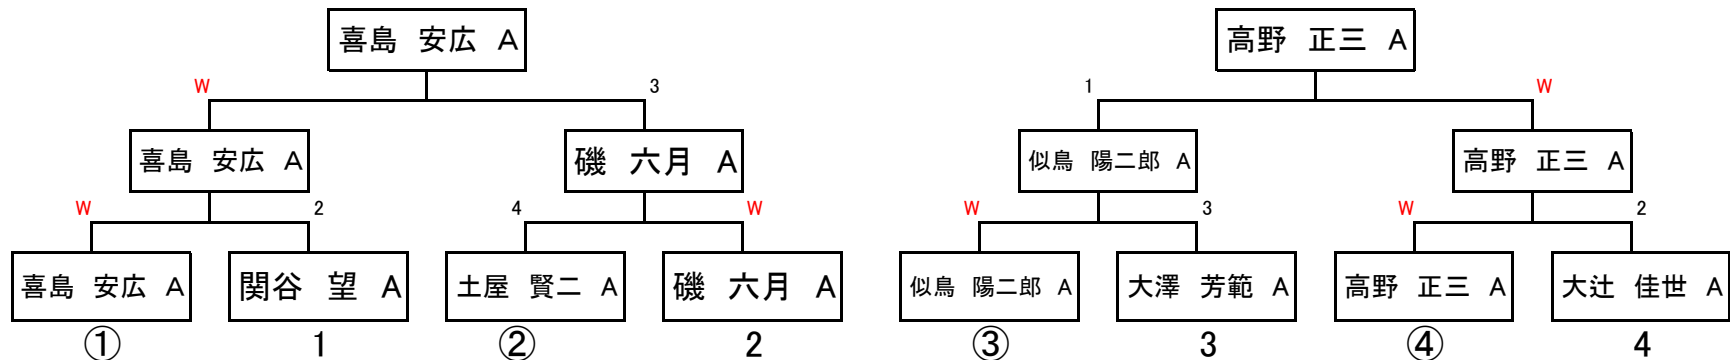 喜島 安広 A
高野 正三 A
W 3
1 W
喜島 安広 A
磯 六月 A
似鳥 陽二郎 A
高野 正三 A
W 2
4 W
W 3
W 2
喜島 安広 A
関谷 望 A
土屋 賢二 A
磯 六月 A
似鳥 陽二郎 A
大澤 芳範 A
高野 正三 A
大辻 佳世 A
① 1 ② 2 ③ 3 ④ 4